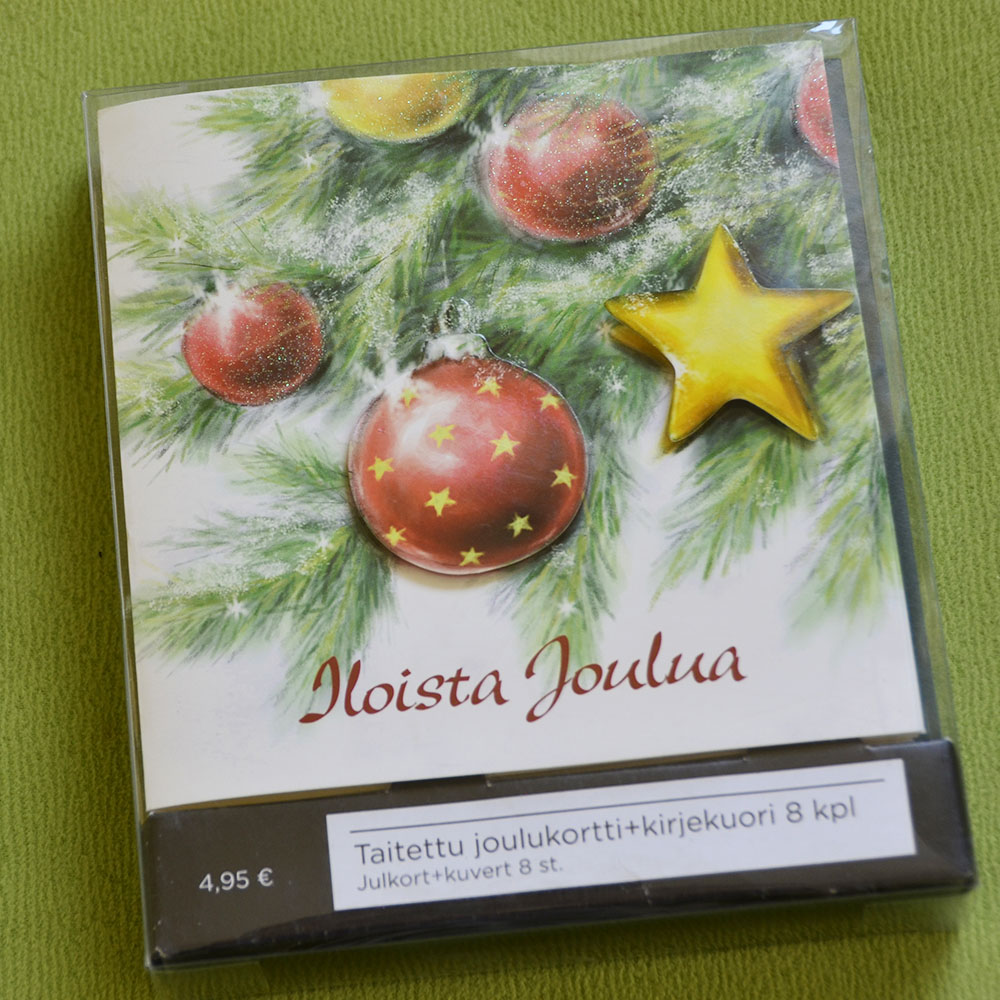 Iloista Joulua
4,95 €
Taitettu joulukortti+kirjekuori 8 kpl
Julkort+kuvert 8 st.